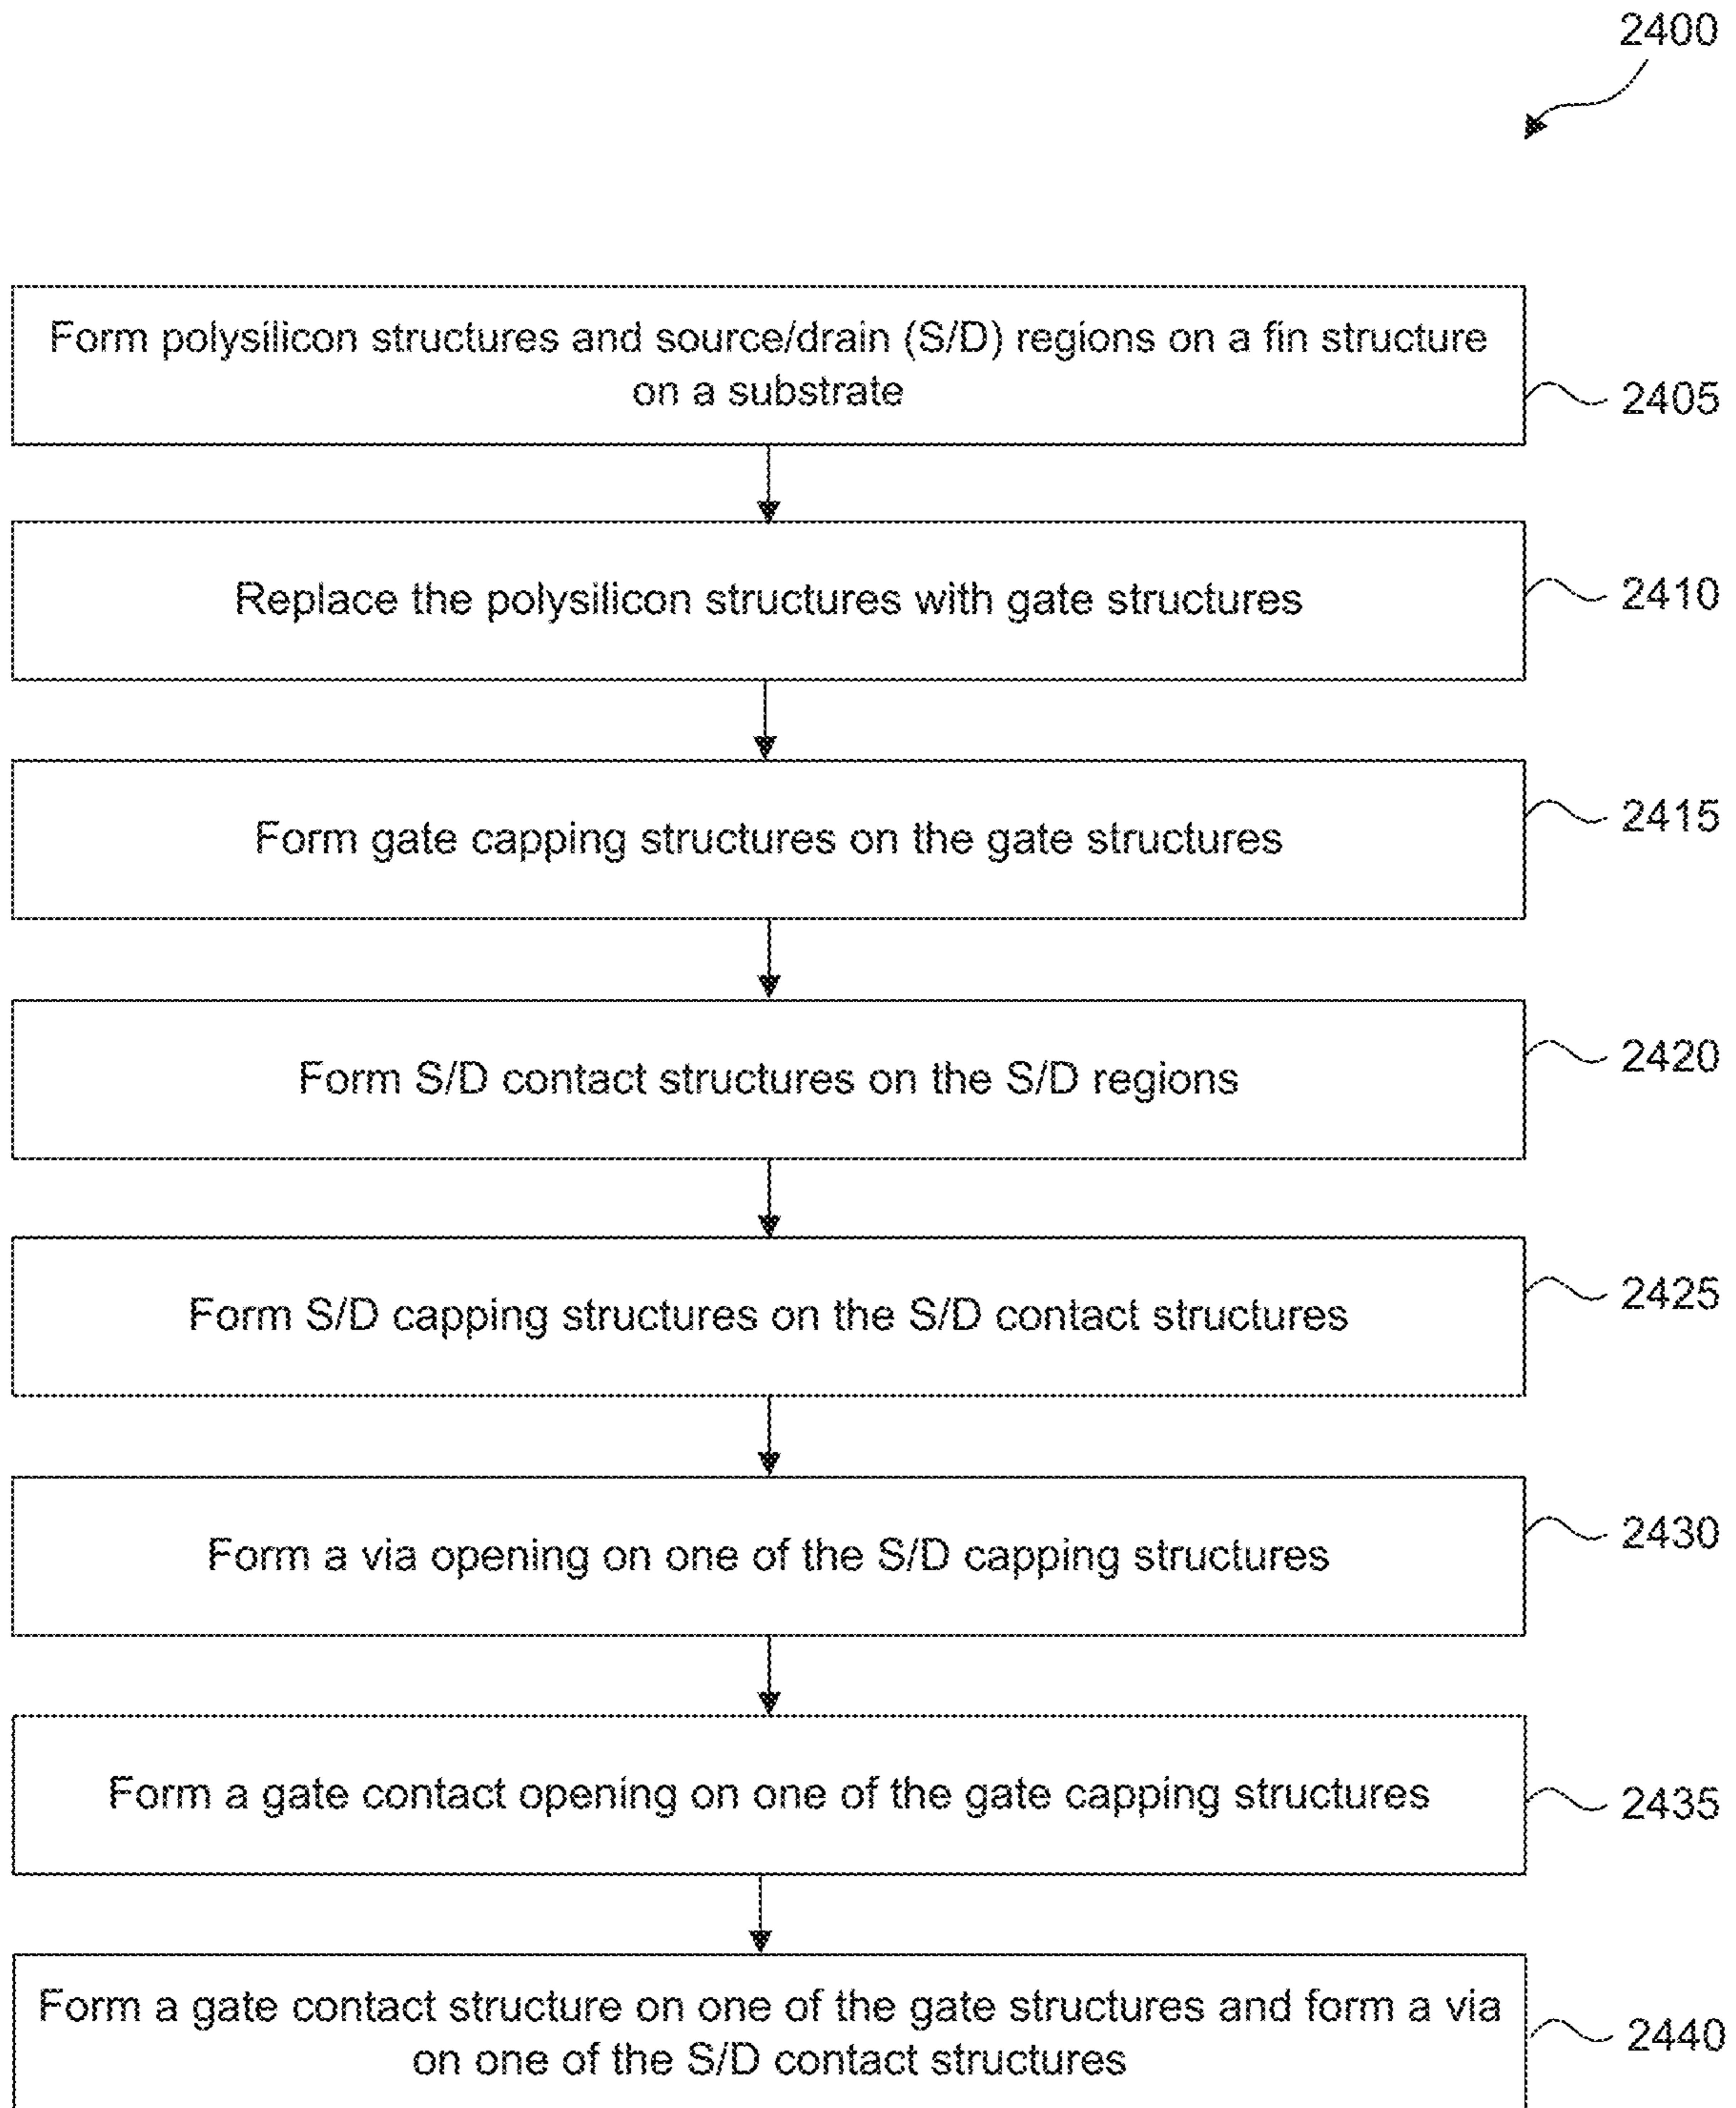 2400
Form polysilicon structures and source/drain (S/D) regions on a fin structure
on a substrate
2405
Replace the polysilicon structures with gate structures
2410
Form gate capping structures on the gate structures
2415
Form S/D contact structures on the S/D regions
2420
Form S/D capping structures on the S/D contact structures
2425
Form a via opening on one of the S/D capping structures
2430
Form a gate contact opening on one of the gate capping structures
2435
Form a gate contact structure on one of the gate structures and form a via
on one of the S/D contact structures
2440